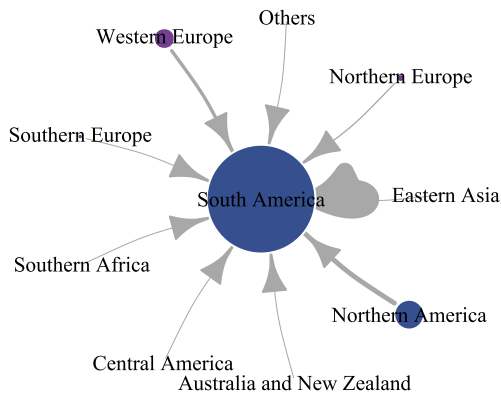 Others
Western Europe
Northern Europe
Southern Europe
South America
Eastern Asia
Southern Africa
Northern America
Central America
Australia and New Zealand